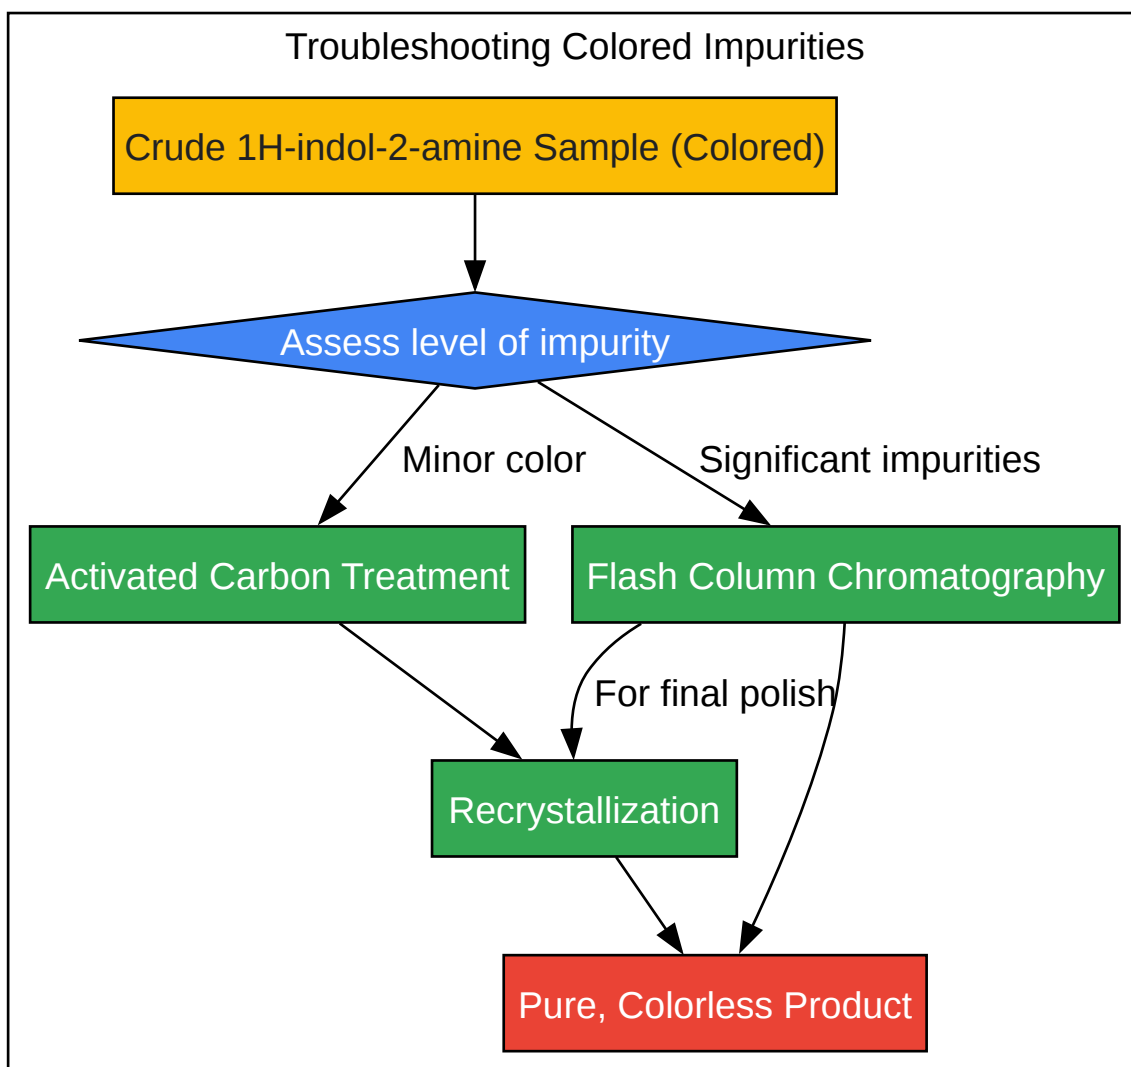 Troubleshooting Colored Impurities
Crude 1H-indol-2-amine Sample (Colored)
Assess level of impurity
Minor color
Significant impurities
Activated Carbon Treatment
Flash Column Chromatography
For final polish
Recrystallization
Pure, Colorless Product